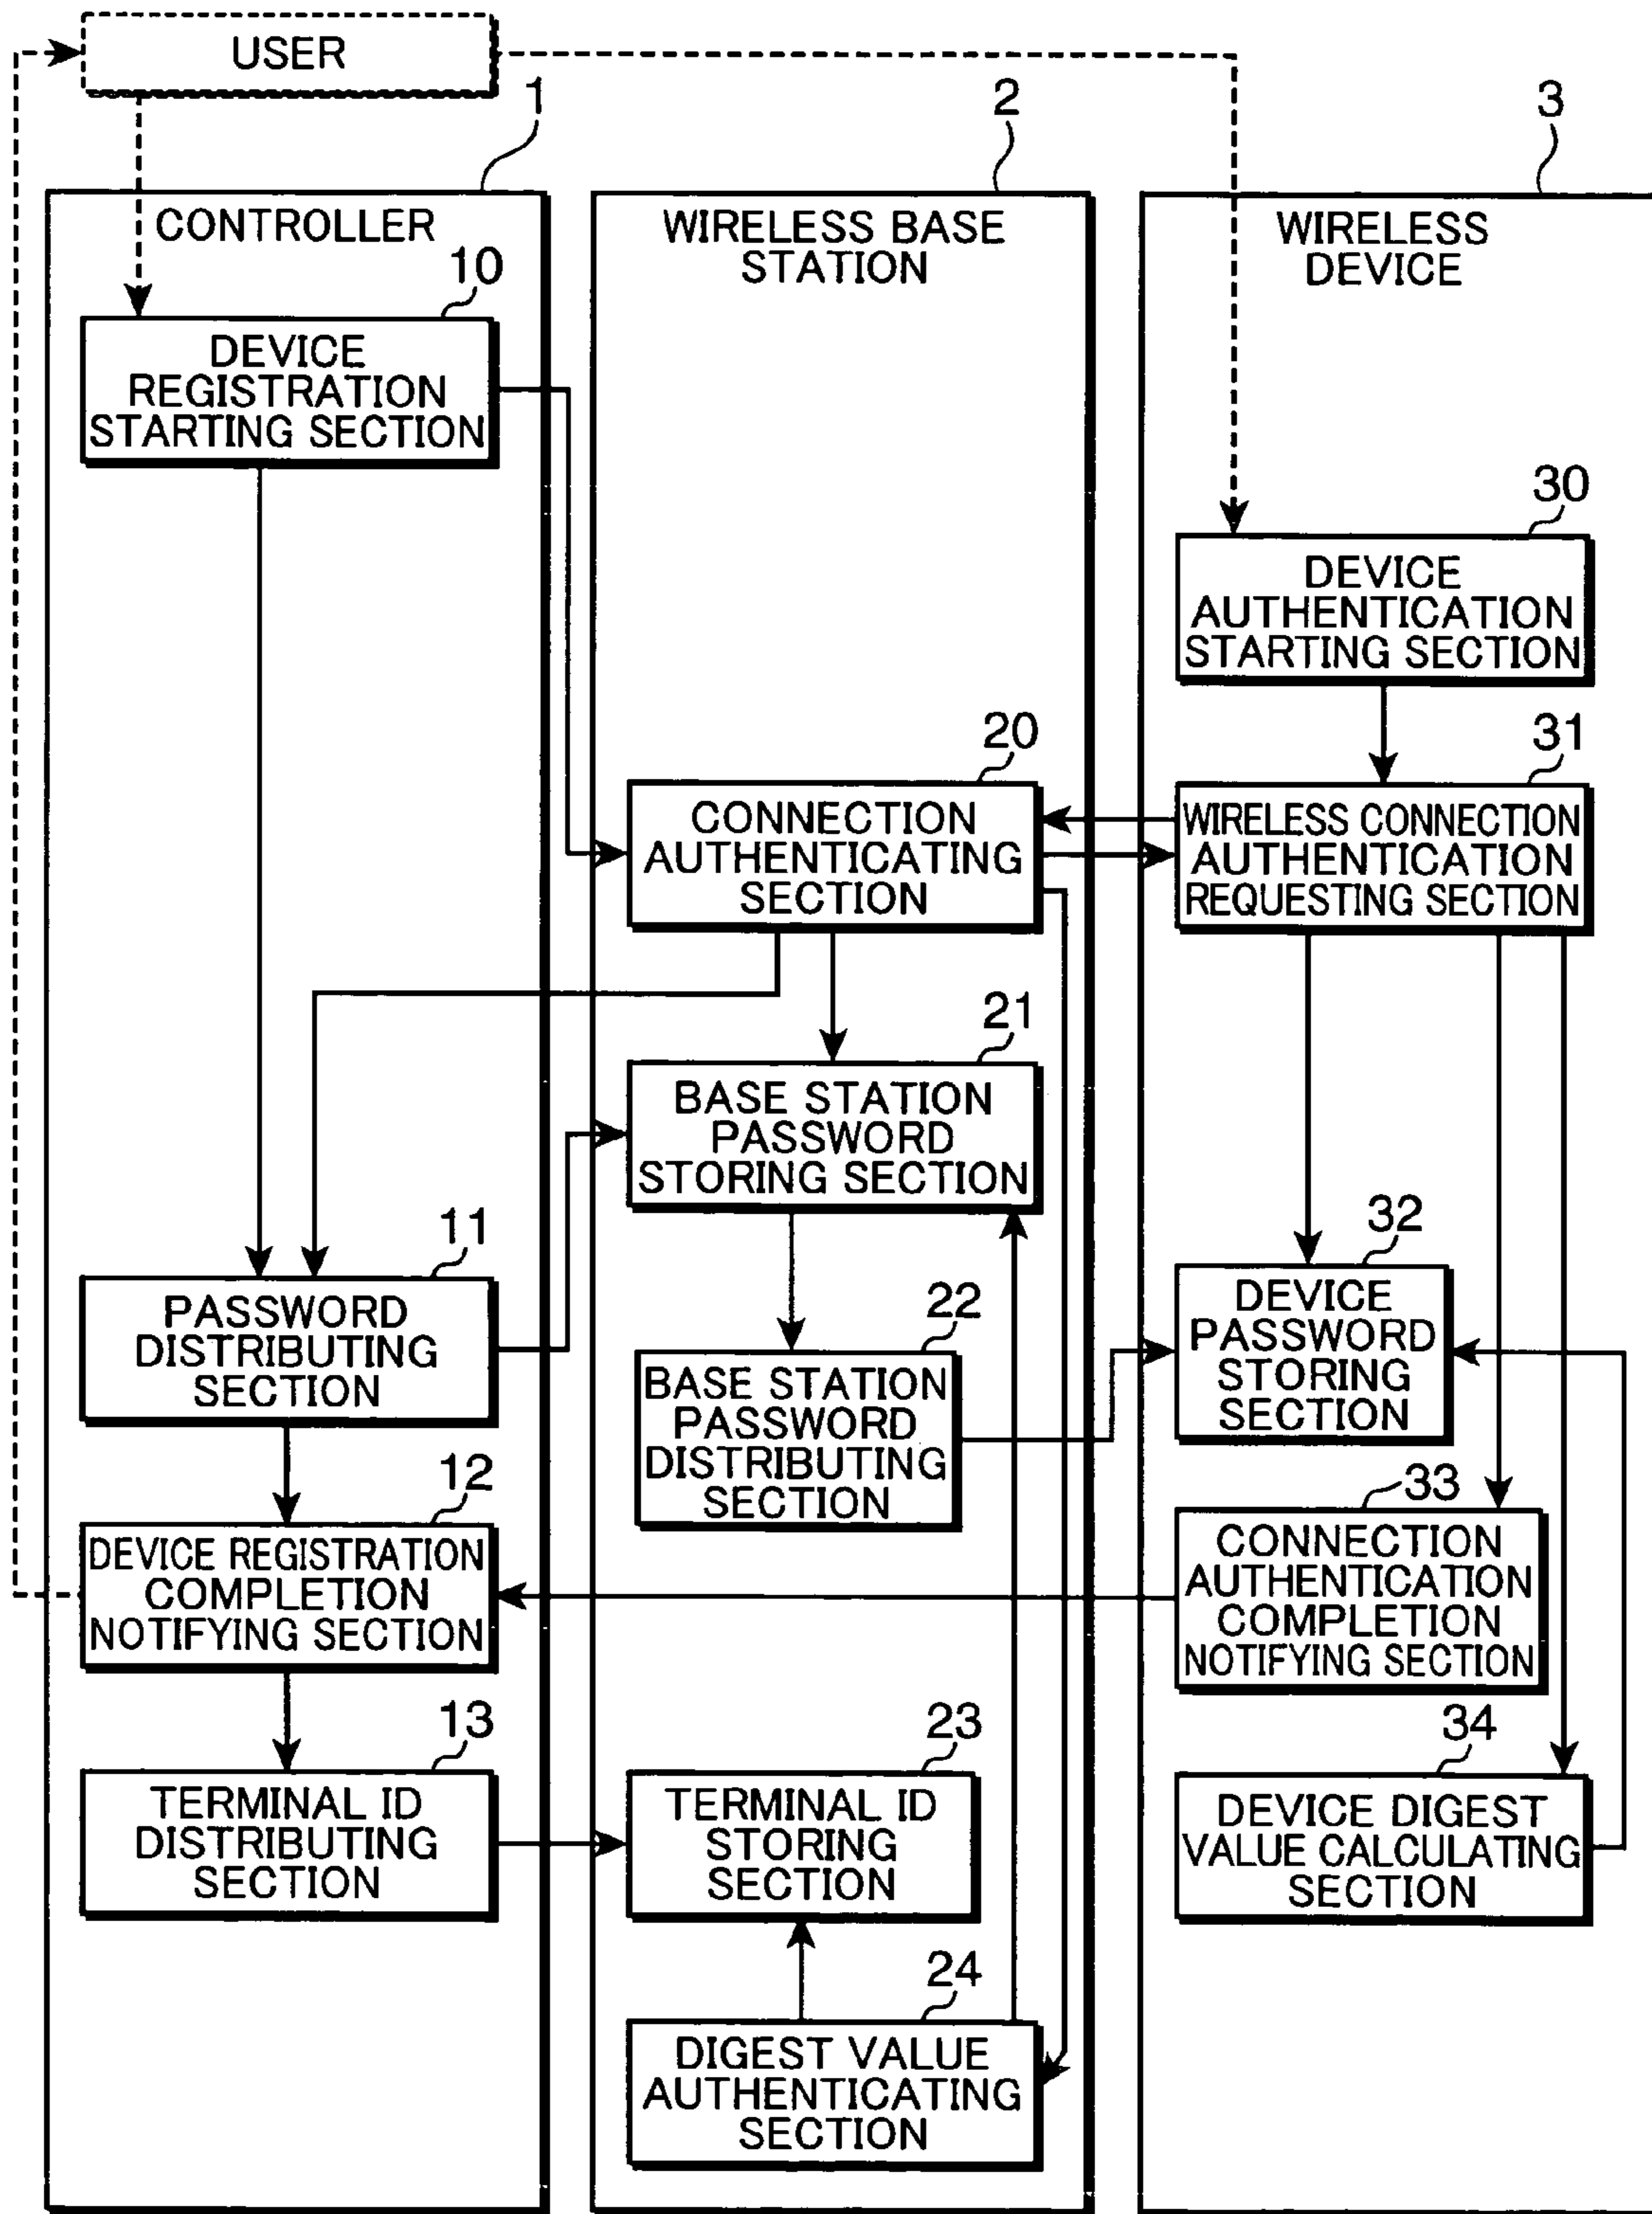 USER
1
2
3
CONTROLLER
10
DEVICE
REGISTRATION
STARTING SECTION
11
PASSWORD
DISTRIBUTING
SECTION
12
DEVICE REGISTRATION
COMPLETION
NOTIFYING SECTION
13
TERMINAL ID
DISTRIBUTING
SECTION
WIRELESS BASE
STATION
20
CONNECTION
AUTHENTICATING
SECTION
21
BASE STATION
PASSWORD
STORING SECTION
22
BASE STATION
PASSWORD
DISTRIBUTING
SECTION
23
TERMINAL ID
STORING
SECTION
24
DIGEST VALUE
AUTHENTICATING
SECTION
WIRELESS
DEVICE
30
DEVICE
AUTHENTICATION
STARTING SECTION
31
WIRELESS CONNECTION
AUTHENTICATION
REQUESTING SECTION
32
DEVICE
PASSWORD
STORING
SECTION
33
CONNECTION
AUTHENTICATION
COMPLETION
NOTIFYING SECTION
34
DEVICE DIGEST
VALUE CALCULATING
SECTION